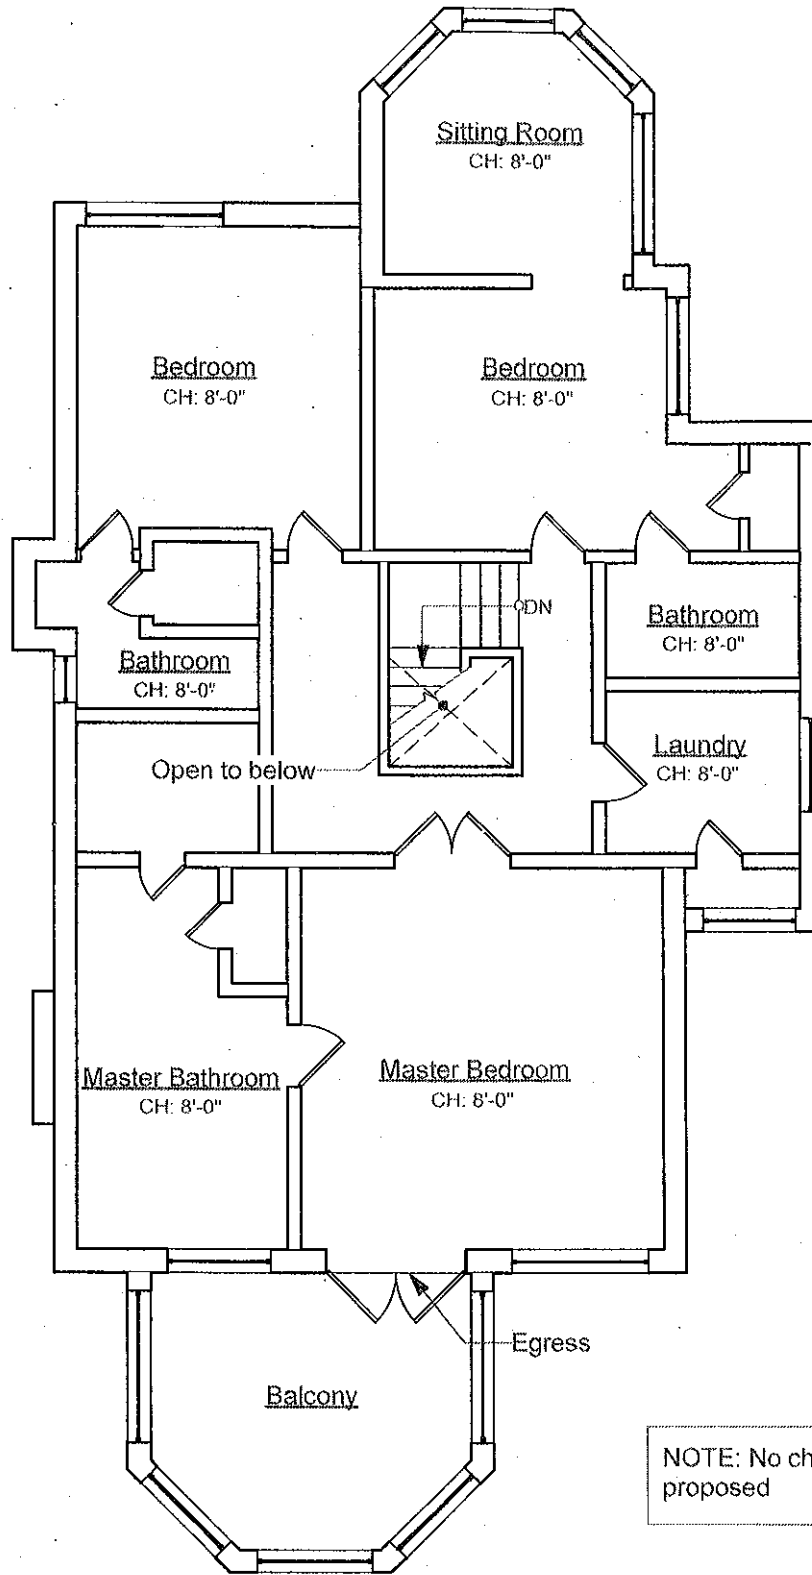 Sitting Room
CH: 8'-0"
Bedroom
CH: 8'-0"
Bedroom
CH: 8'-0"
DN
Bathroom
CH: 8'-0"
Bathroom
CH: 8'-0"
Open to below
Laundry
CH: 8'-0"
Master Bathroom
CH: 8'-0"
Master Bedroom
CH: 8'-0"
Egress
Balcony
NOTE: No ch
proposed